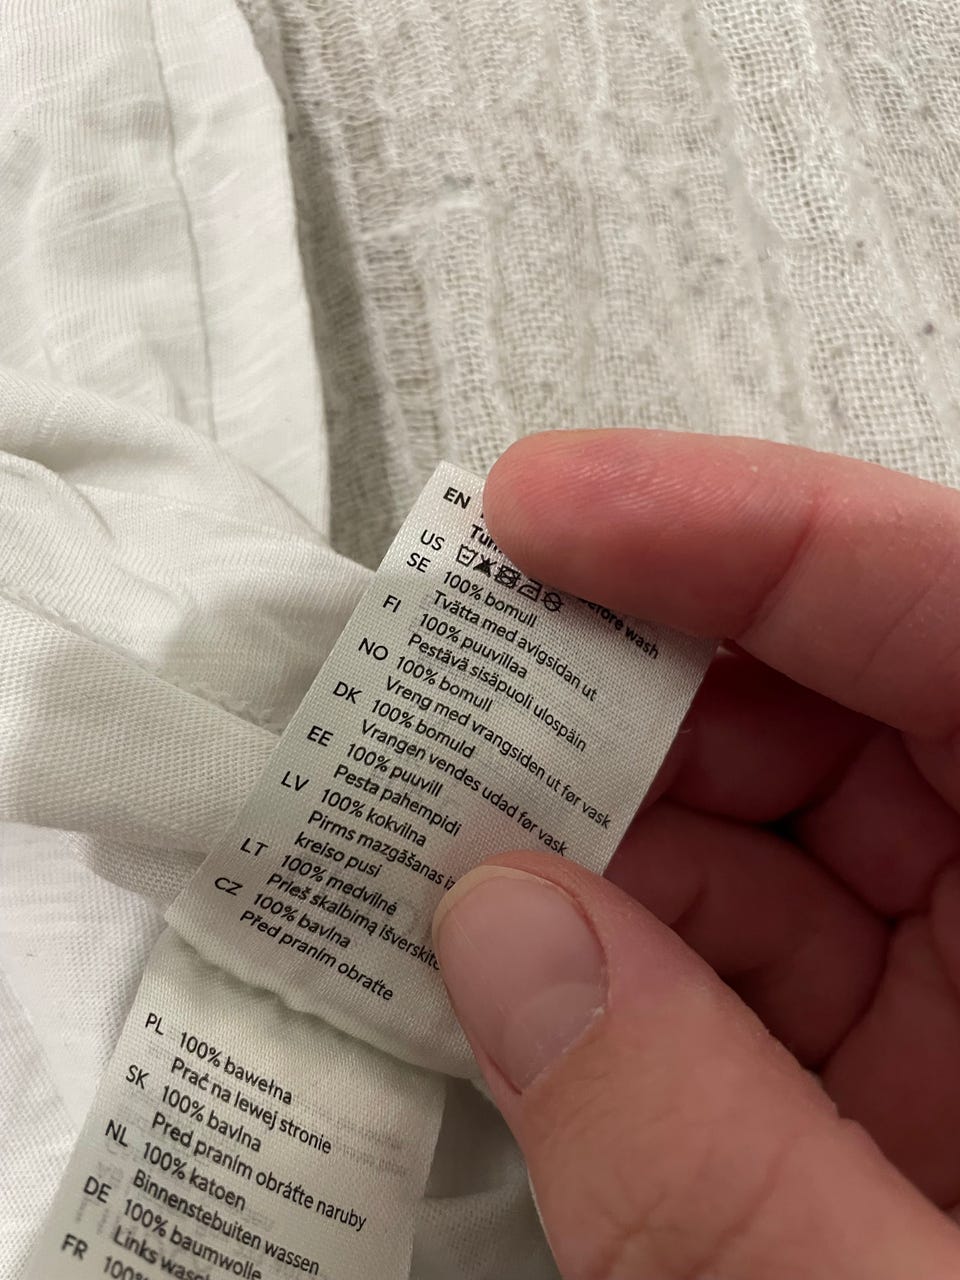 EN
before wash
US
SE 100% bomull
Tvätta med avigsidan ut
FI 100% puuvillaa
Pestävä sisäpuoli ulospäin
NO 100% bomull
Vreng med vrangsiden ut før vask
DK 100% bomuld
Vrangen vendes udad før vask
EE 100% puuvill
Pesta pahempidi
LV 100% kokvilna
Pirms mazgāšanas
kreiso pusi
LT 100% medvilnė
Prieš skalbimą išverskite
CZ 100% bavlna
Před praním obraťte
PL 100% bawełna
Prać na lewej stronie
SK 100% bavlna
Pred praním obráťte naruby
NL 100% katoen
Binnenstebuiten wassen
DE 100% baumwolle
Links
FR 100%